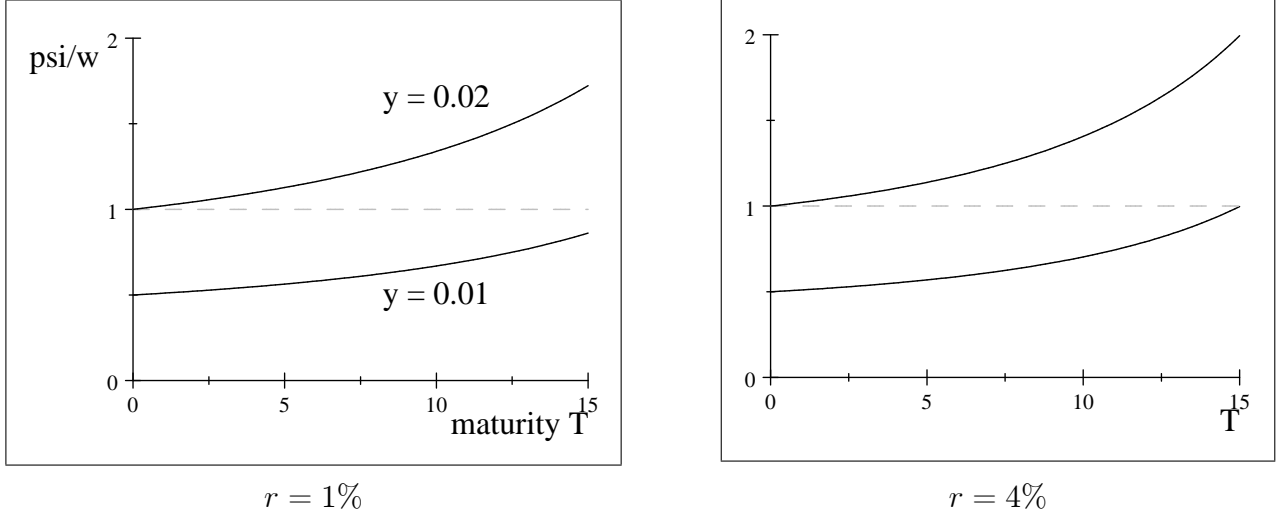 psi/w
2
1
0
y = 0.02
y = 0.01
0 5 10 15
maturity T
r = 1%
2
1
0
0 5 10 15
T
r = 4%